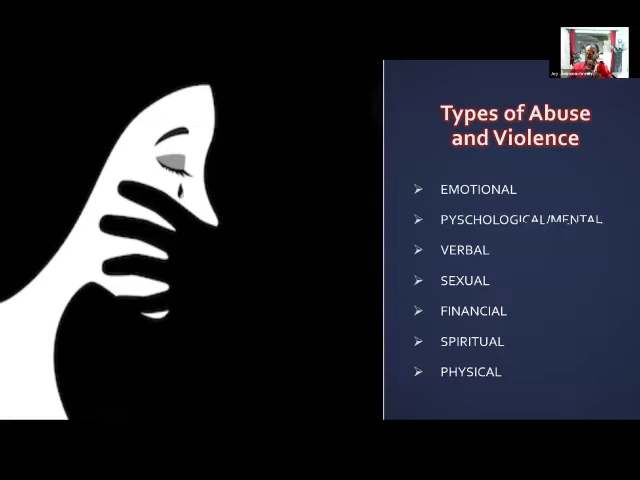 Types of Abuse
and Violence
EMOTIONAL
PYSCHOLOGICAL/MENTAL
VERBAL
SEXUAL
FINANCIAL
SPIRITUAL
PHYSICAL